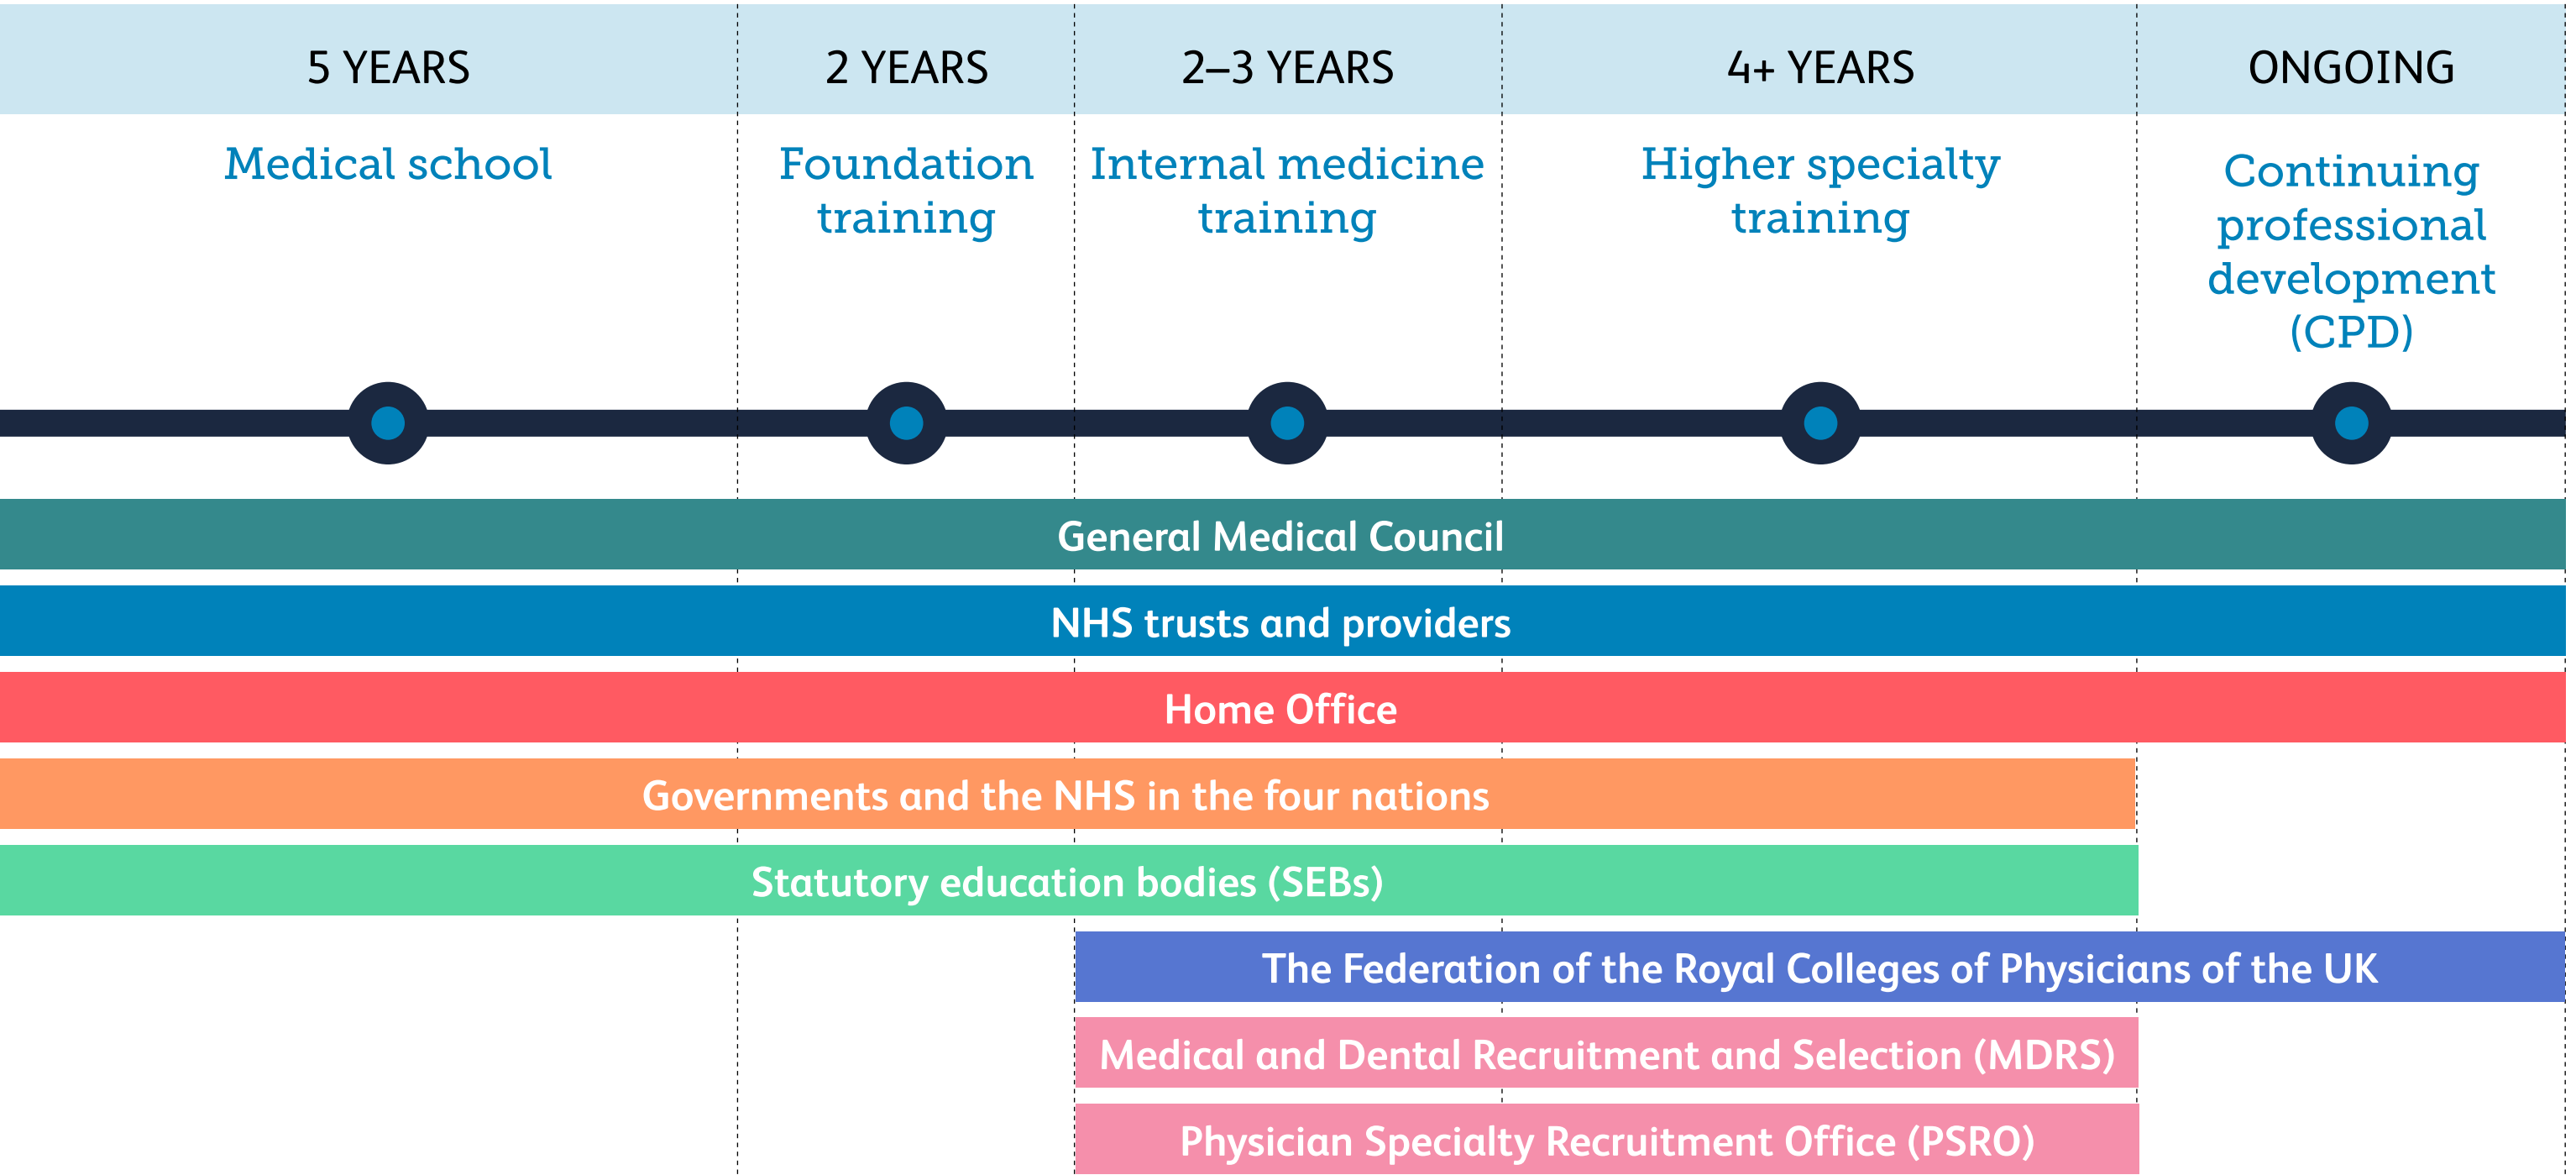 5 YEARS
2 YEARS
2–3 YEARS
4+ YEARS
ONGOING
Medical school
Foundation
training
Internal medicine
training
Higher specialty
training
Continuing
professional
development
(CPD)
General Medical Council
NHS trusts and providers
Home Office
Governments and the NHS in the four nations
Statutory education bodies (SEBs)
The Federation of the Royal Colleges of Physicians of the UK
Medical and Dental Recruitment and Selection (MDRS)
Physician Specialty Recruitment Office (PSRO)